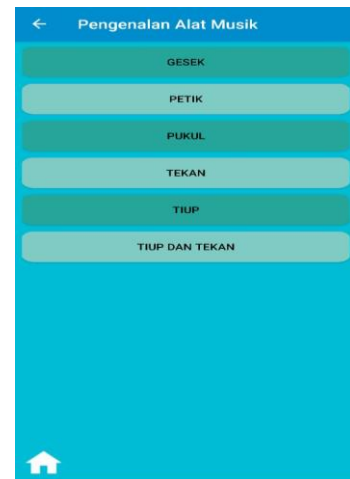 Pengenalan Alat Musik
GESEK
PETIK
PUKUL
TEKAN
TIUP
TIUP DAN TEKAN